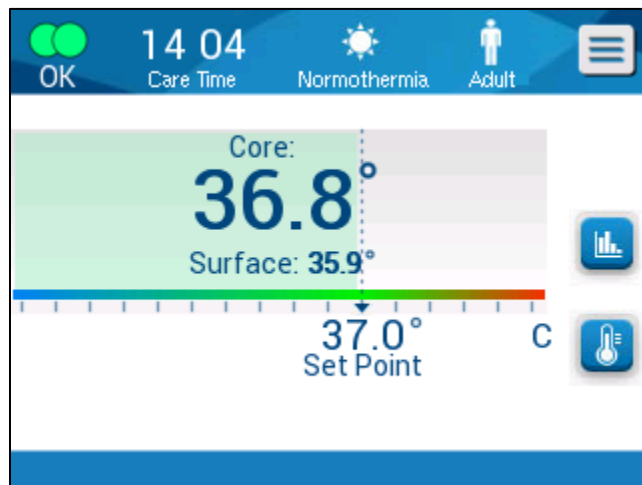 14 04
OK Care Time Normothermia Adult
Core:
36.8°
Surface: 35.9°
37.0° C
Set Point